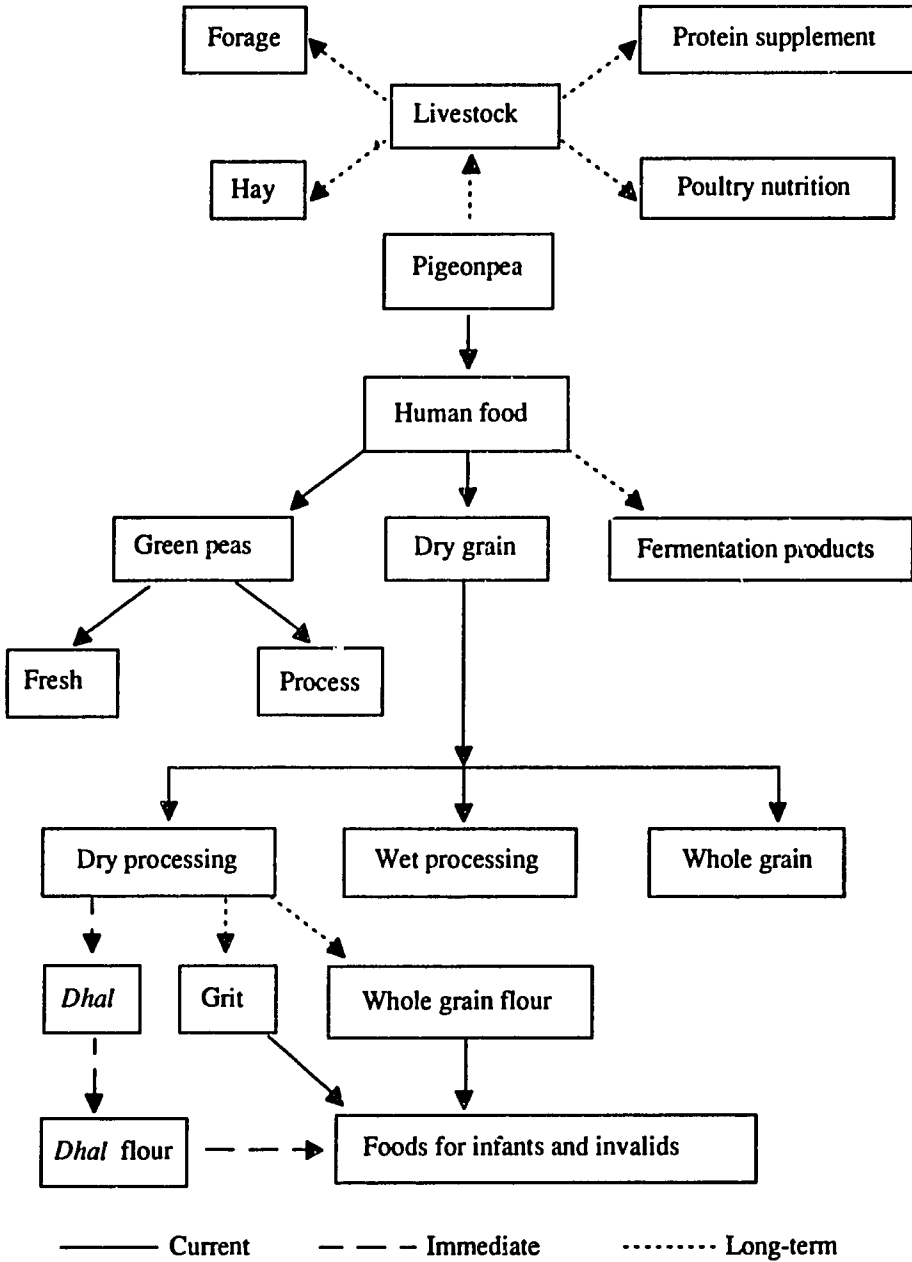 Forage
Protein supplement
Livestock
Hay
Poultry nutrition
Pigeonpea
Human food
Green peas
Dry grain
Fermentation products
Fresh
Process
Dry processing
Wet processing
Whole grain
Dhal
Grit
Whole grain flour
Dhal flour
Foods for infants and invalids
Current
Immediate
Long-term